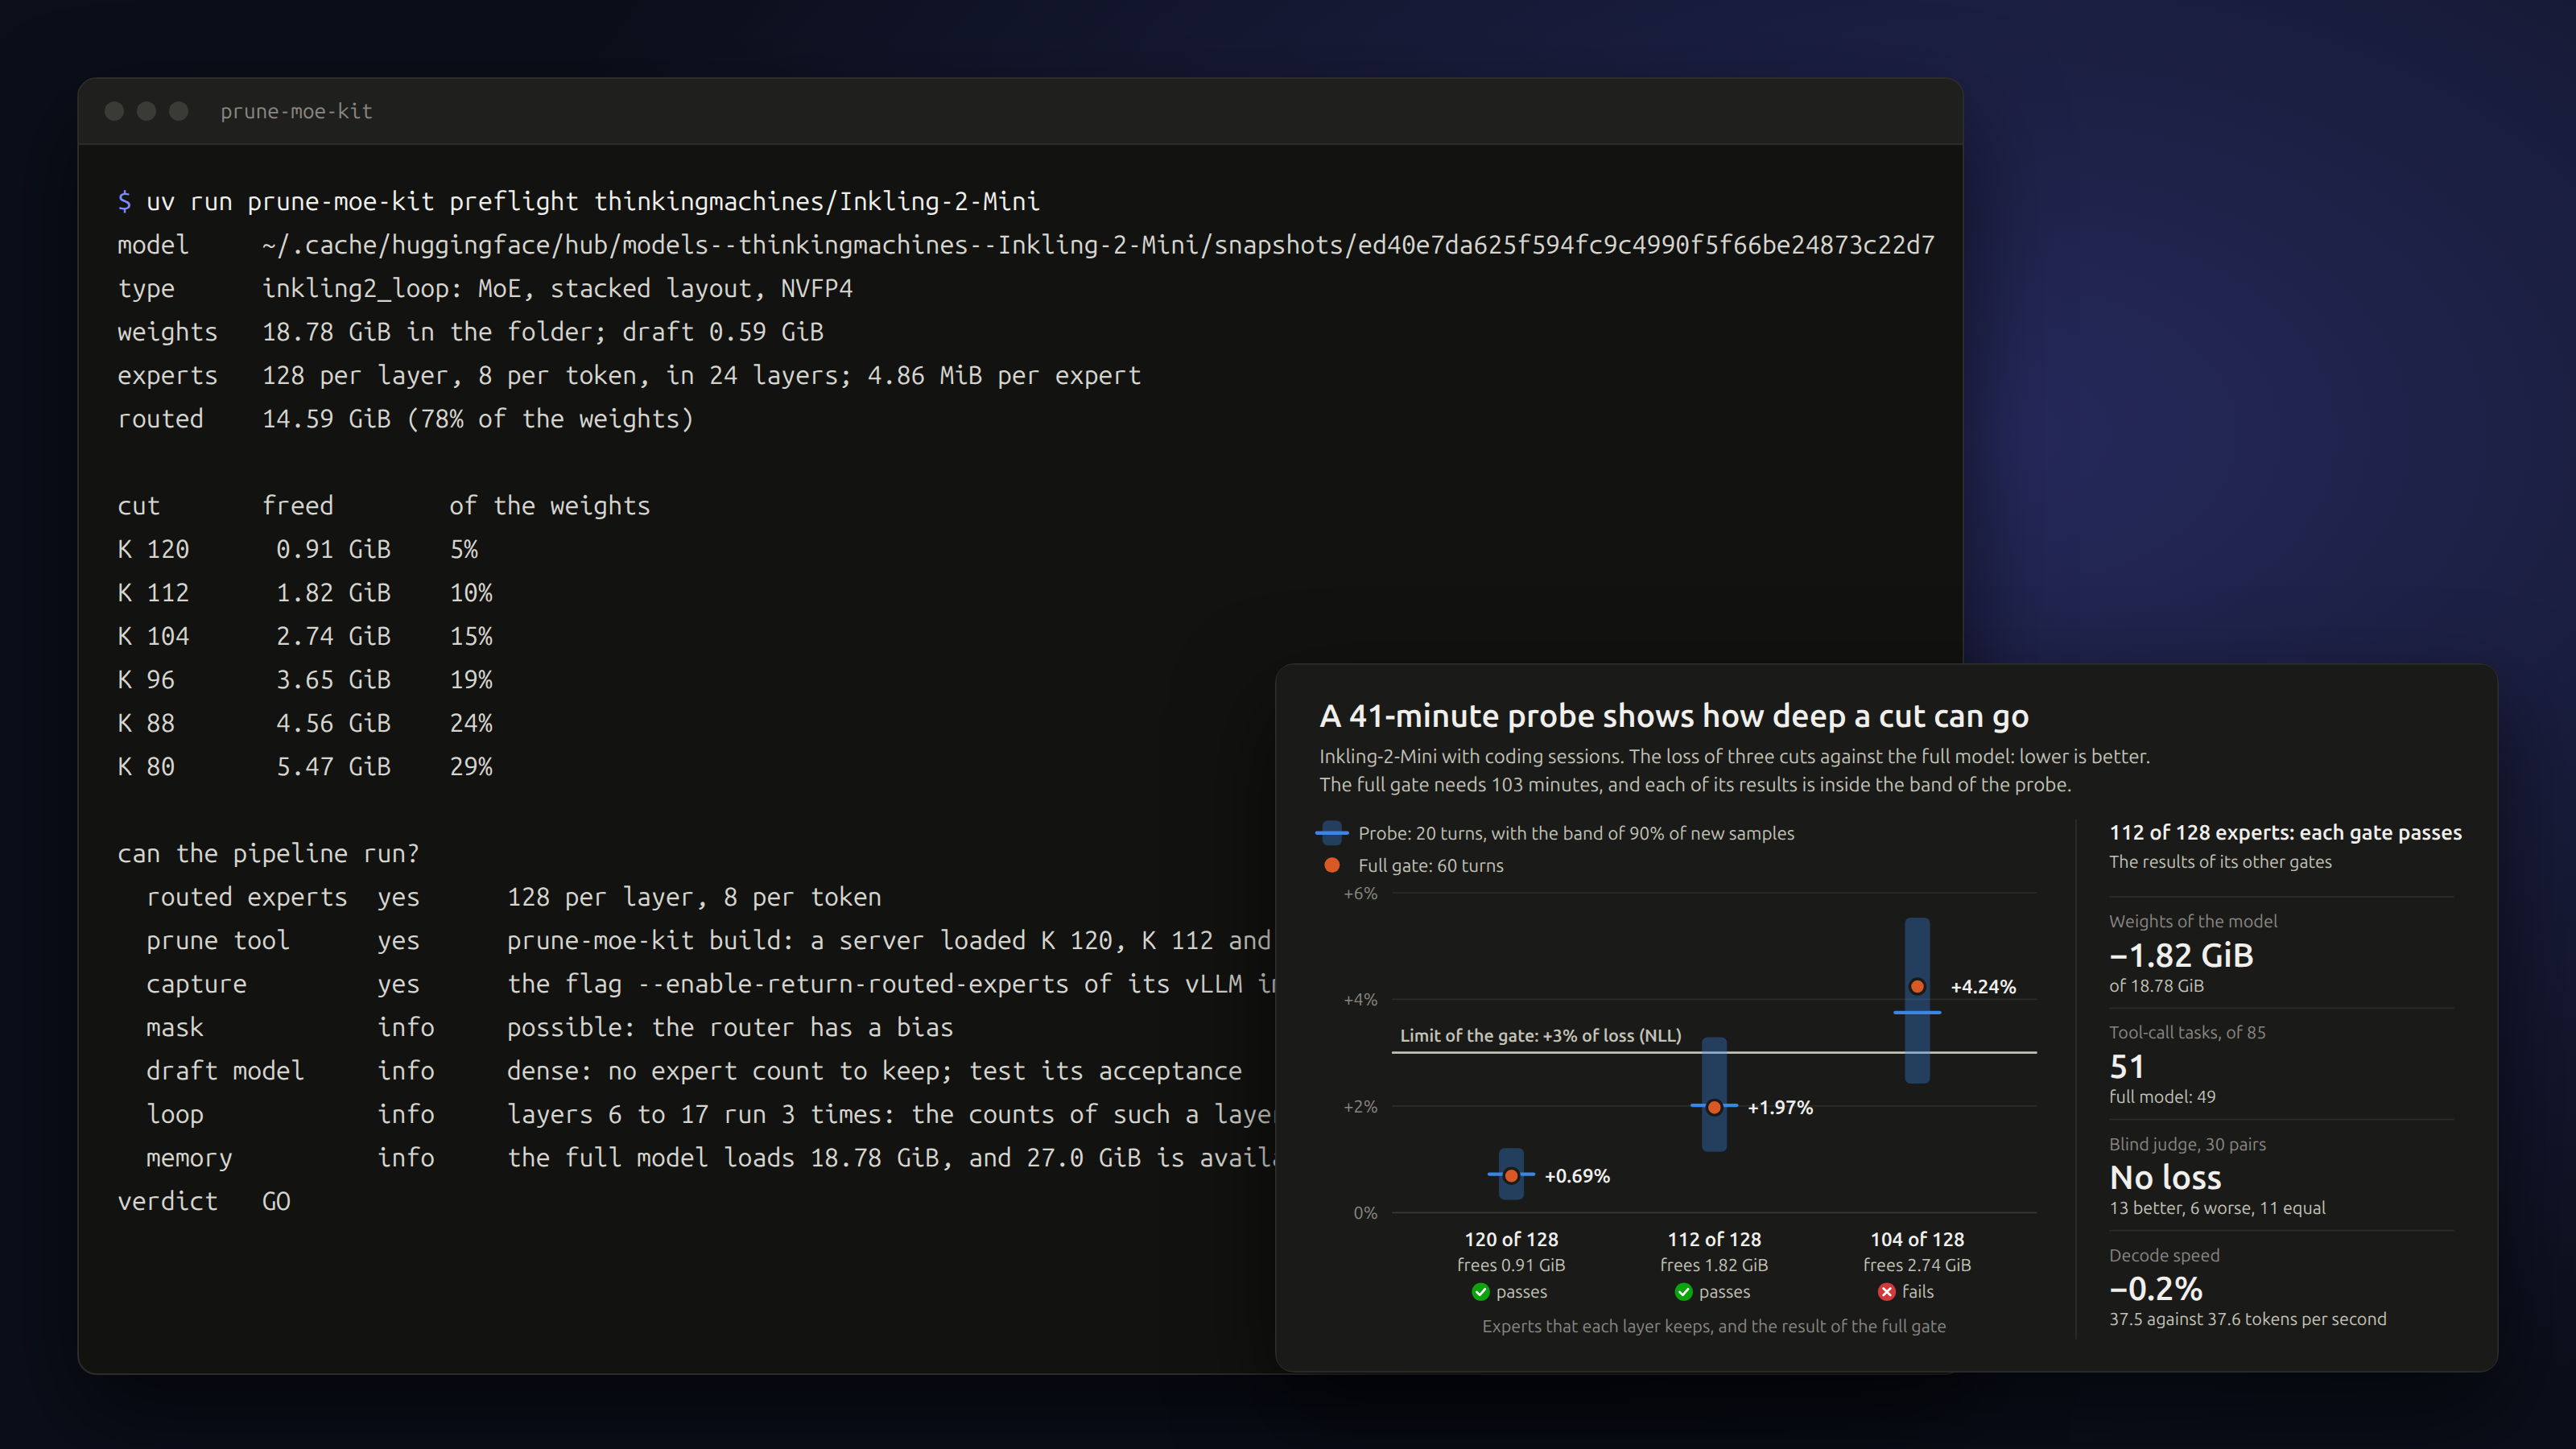 prune-moe-kit
$ uv run prune-moe-kit preflight thinkingmachines/Inkling-2-Mini
model ~/.cache/huggingface/hub/models--thinkingmachines--Inkling-2-Mini/snapshots/ed40e7da625f594fc9c4990f5f66be24873c22d7
type inkling2_loop: MoE, stacked layout, NVFP4
weights 18.78 GiB in the folder; draft 0.59 GiB
experts 128 per layer, 8 per token, in 24 layers; 4.86 MiB per expert
routed 14.59 GiB (78% of the weights)
cut freed of the weights
K 120 0.91 GiB 5%
K 112 1.82 GiB 10%
K 104 2.74 GiB 15%
K 96 3.65 GiB 19%
K 88 4.56 GiB 24%
K 80 5.47 GiB 29%
can the pipeline run?
routed experts yes 128 per layer, 8 per token
prune tool yes prune-moe-kit build: a server loaded K 120, K 112 and
capture yes the flag --enable-return-routed-experts of its vLLM
mask info possible: the router has a bias
draft model info dense: no expert count to keep; test its acceptance
loop info layers 6 to 17 run 3 times: the counts of such a
memory info the full model loads 18.78 GiB, and 27.0 GiB is
verdict GO
A 41-minute probe shows how deep a cut can go
Inkling-2-Mini with coding sessions. The loss of three cuts against the full model: lower is better.
The full gate needs 103 minutes, and each of its results is inside the band of the probe.
Probe: 20 turns, with the band of 90% of new samples
Full gate: 60 turns
+6%
+4%
+2%
0%
Limit of the gate: +3% of loss (NLL)
+0.69%
+1.97%
+4.24%
120 of 128
frees 0.91 GiB
passes
112 of 128
frees 1.82 GiB
passes
104 of 128
frees 2.74 GiB
fails
Experts that each layer keeps, and the result of the full gate
112 of 128 experts: each gate passes
The results of its other gates
Weights of the model
−1.82 GiB
of 18.78 GiB
Tool-call tasks, of 85
51
full model: 49
Blind judge, 30 pairs
No loss
13 better, 6 worse, 11 equal
Decode speed
−0.2%
37.5 against 37.6 tokens per second